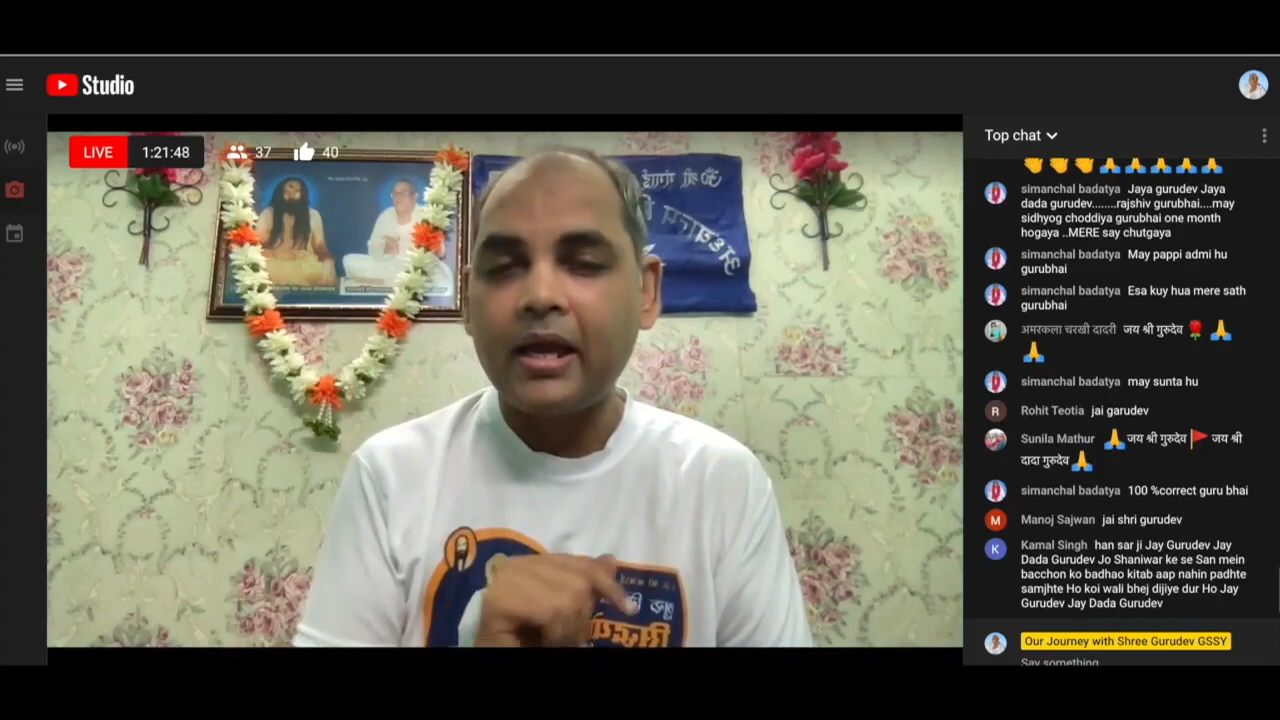 Studio
LIVE 1:21:48 37 40
Top chat
simanchal badatya Jaya gurudev Jaya
dada gurudev........rajshiv gurubhai....may
sidhyog choddiya gurubhai one month
hogaya ..MERE say chutgaya
simanchal badatya May pappi admi hu
gurubhai
simanchal badatya Esa kuy hua mere sath
gurubhai
अमरकला चरखी दादरी जय श्री गुरुदेव 🌹 🙏
🙏
simanchal badatya may sunta hu
R Rohit Teotia jai garudev
Sunila Mathur 🙏 जय श्री गुरुदेव 🚩 जय श्री
दादा गुरुदेव 🙏
simanchal badatya 100 %correct guru bhai
M Manoj Sajwan jai shri gurudev
K Kamal Singh han sar ji Jay Gurudev Jay
Dada Gurudev Jo Shaniwar ke se San mein
bacchon ko badhao kitab aap nahin padhte
samjhte Ho koi wali bhej dijiye dur Ho Jay
Gurudev Jay Dada Gurudev
Our Journey with Shree Gurudev GSSY
Say something